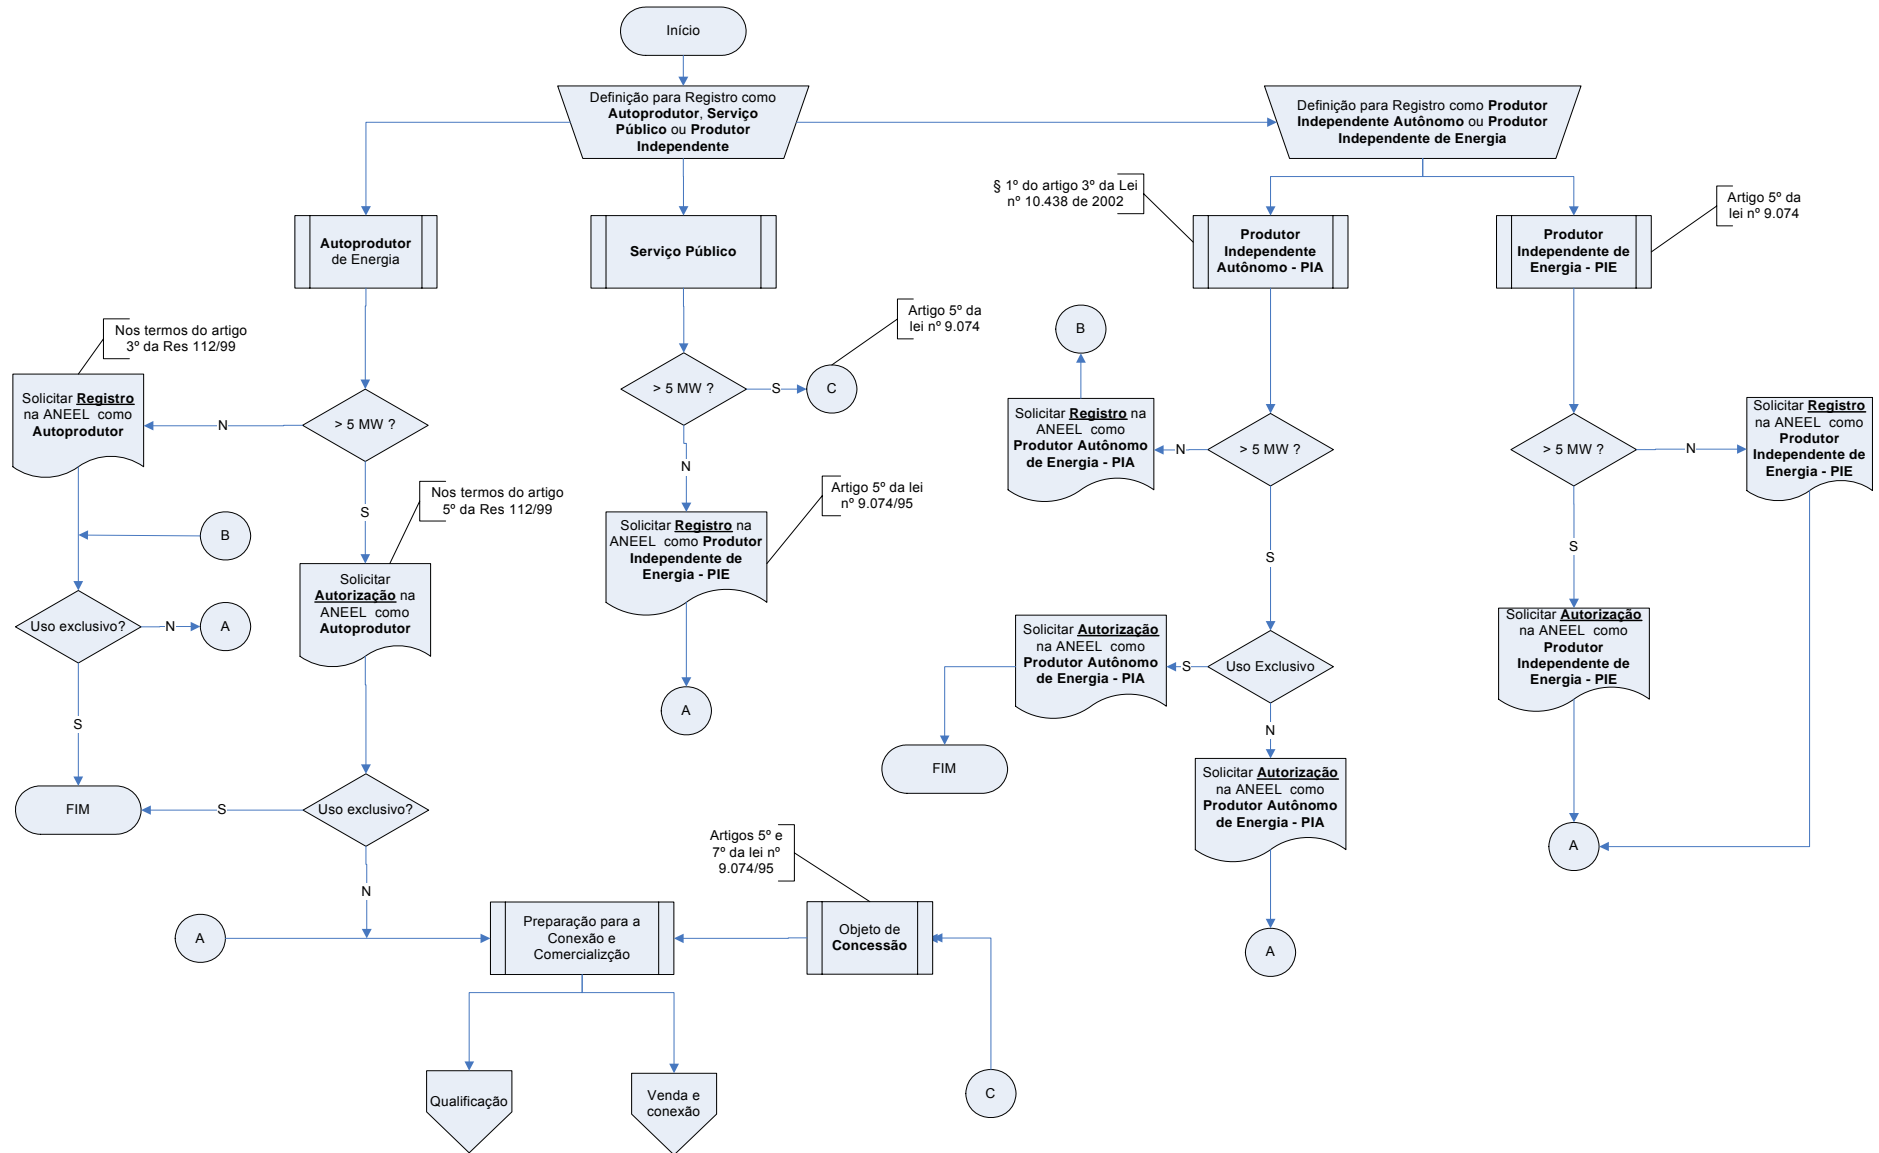 Início
Definição para Registro como
Autoprodutor, Serviço
Público ou Produtor
Independente
Definição para Registro como Produtor
Independente Autônomo ou Produtor
Independente de Energia
§ 1º do artigo 3º da Lei
nº 10.438 de 2002
Artigo 5º da
lei nº 9.074
Autoprodutor
de Energia
Serviço Público
Produtor
Independente
Autônomo - PIA
Produtor
Independente de
Energia - PIE
Nos termos do artigo
3º da Res 112/99
Artigo 5º da
lei nº 9.074
B
Solicitar Registro
na ANEEL como
Autoprodutor
N
> 5 MW ?
> 5 MW ?
S
C
Solicitar Registro na
ANEEL como
Produtor Autônomo
de Energia - PIA
N
> 5 MW ?
> 5 MW ?
N
Solicitar Registro
na ANEEL como
Produtor
Independente de
Energia - PIE
N
Nos termos do artigo
5º da Res 112/99
Artigo 5º da lei
nº 9.074/95
S
B
Solicitar Registro na
ANEEL como Produtor
Independente de
Energia - PIE
S
S
Solicitar
Autorização na
ANEEL como
Autoprodutor
Uso exclusivo?
N
A
Solicitar Autorização
na ANEEL como
Produtor Autônomo
de Energia - PIA
S
Uso Exclusivo
Solicitar Autorização
na ANEEL como
Produtor
Independente de
Energia - PIE
A
S
N
FIM
Solicitar Autorização
na ANEEL como
Produtor Autônomo
de Energia - PIA
FIM
S
Uso exclusivo?
Artigos 5º e
7º da lei nº
9.074/95
A
N
A
Preparação para a
Conexão e
Comercializção
Objeto de
Concessão
A
Qualificação
Venda e
conexão
C